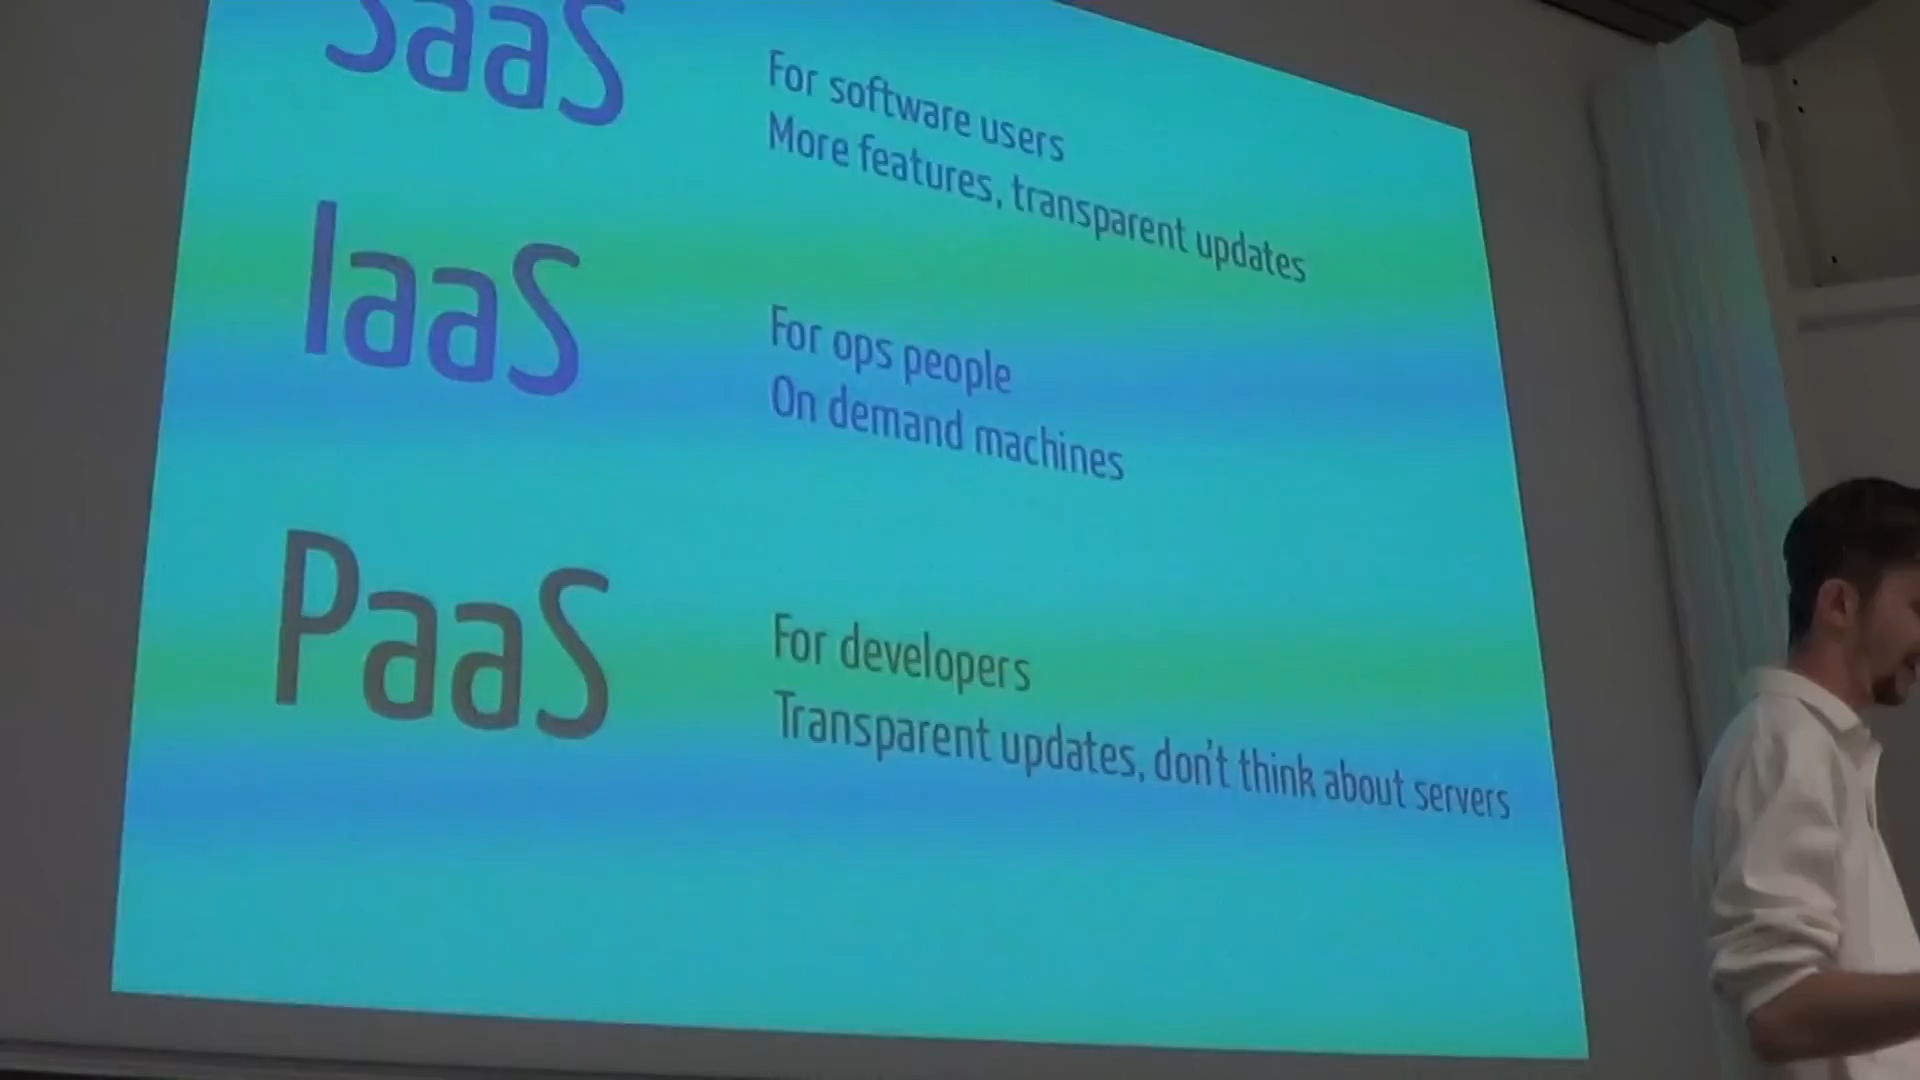 SaaS
For software users
More features, transparent updates
IaaS
For ops people
On demand machines
PaaS
For developers
Transparent updates, don't think about servers